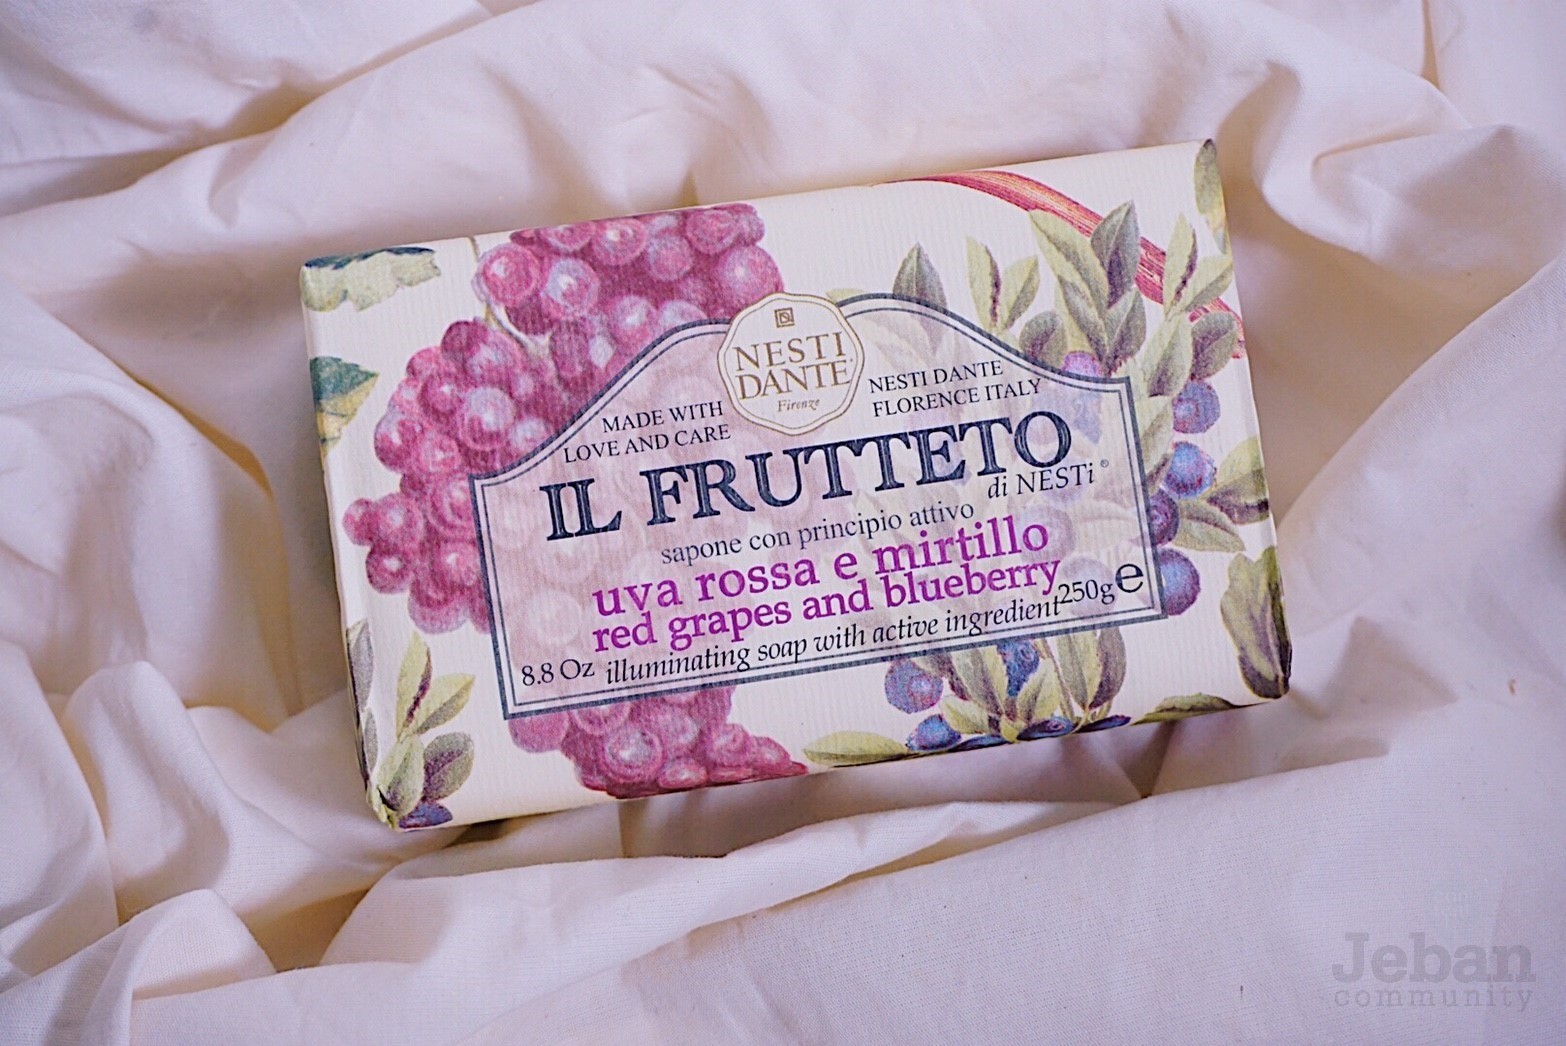 NESTI
DANTE
Firenze
MADE WITH
LOVE AND CARE
NESTI DANTE
FLORENCE ITALY
IL FRUTTETO
di NESTi ®
sapone con principio attivo
uva rossa e mirtillo
red grapes and blueberry
250g e
8.8 Oz illuminating soap with active ingredient
Jeban
community